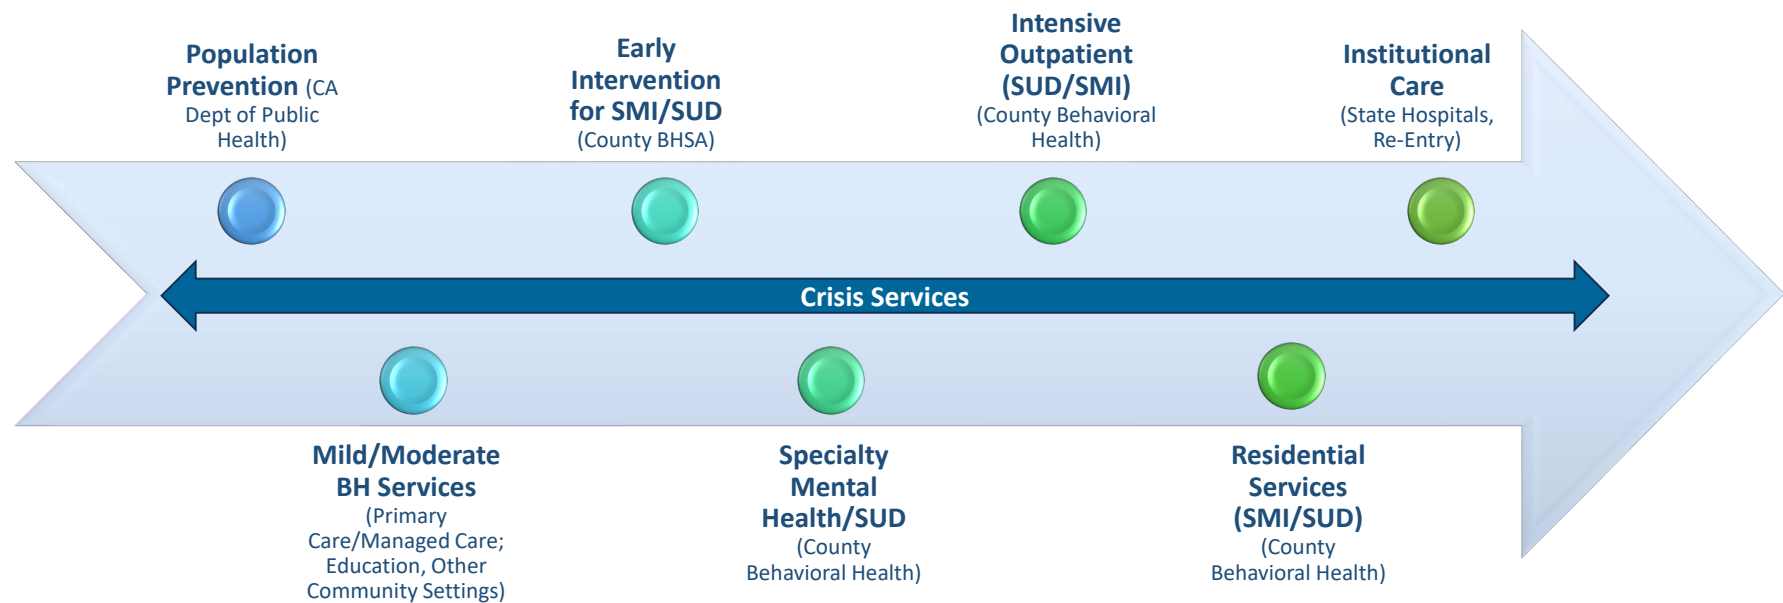 Population
Prevention (CA
Dept of Public
Health)
Early
Intervention
for SMI/SUD
(County BHSA)
Intensive
Outpatient
(SUD/SMI)
(County Behavioral
Health)
Institutional
Care
(State Hospitals,
Re-Entry)
Crisis Services
Mild/Moderate
BH Services
(Primary
Care/Managed Care;
Education, Other
Community Settings)
Specialty
Mental
Health/SUD
(County
Behavioral Health)
Residential
Services
(SMI/SUD)
(County
Behavioral Health)